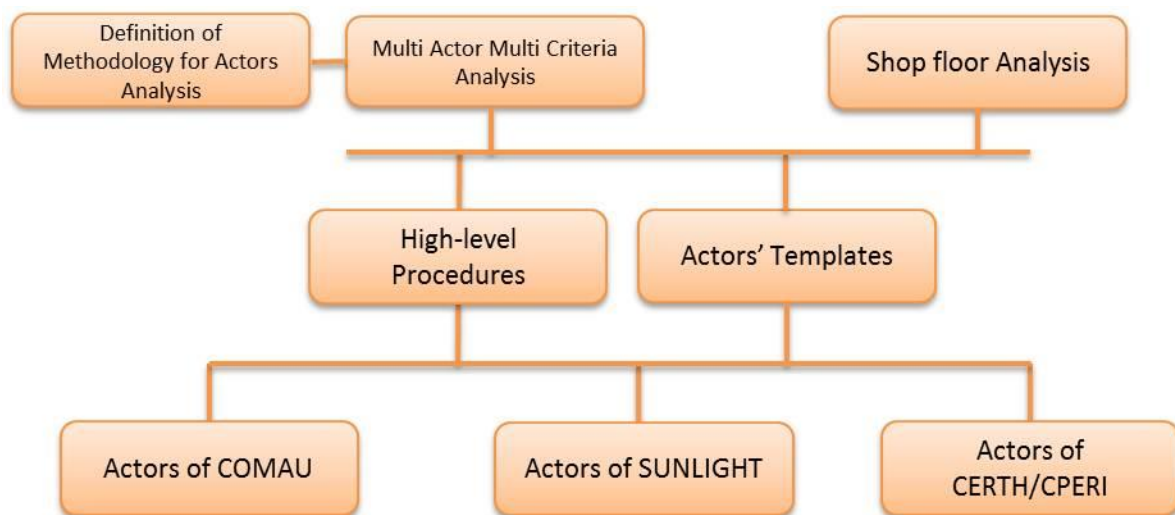 Definition of
Methodology for Actors
Analysis
Multi Actor Multi Criteria
Analysis
Shop floor Analysis
High-level
Procedures
Actors’ Templates
Actors of COMAU
Actors of SUNLIGHT
Actors of
CERTH/CPERI